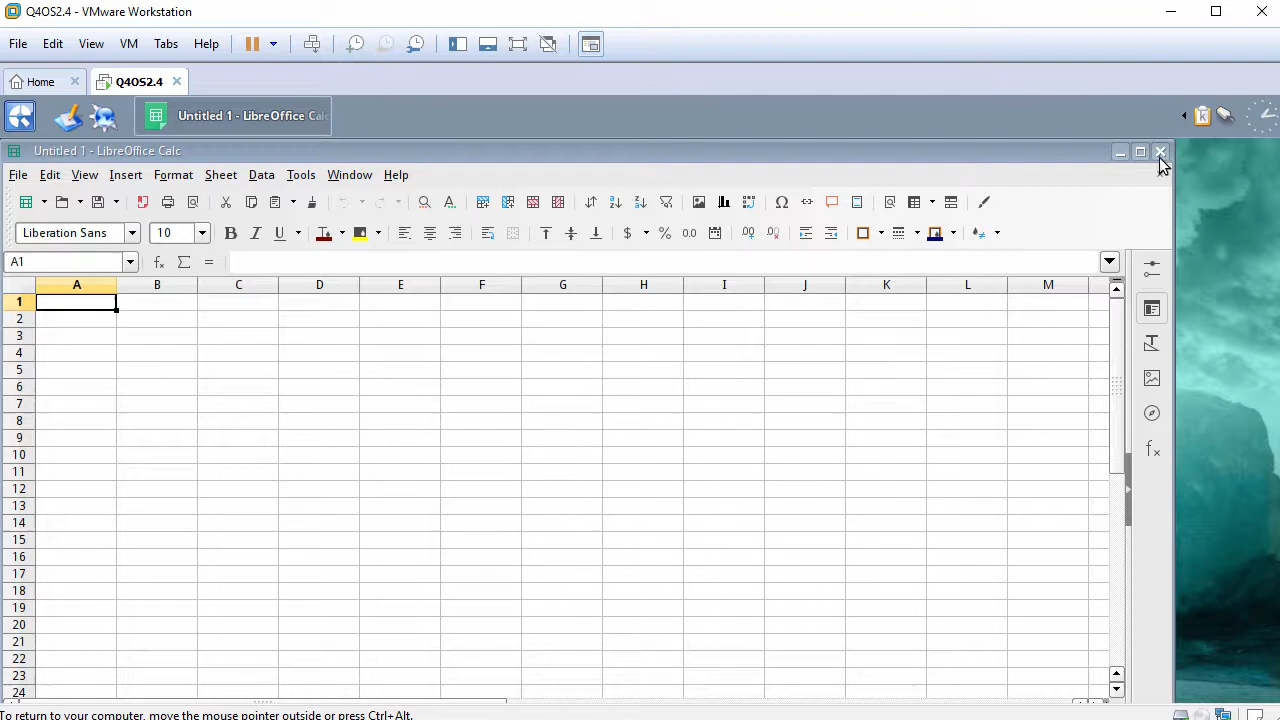 Q4OS2.4 - VMware Workstation
File Edit View VM Tabs Help
Home Q4OS2.4
Untitled 1 - LibreOffice Calc
Untitled 1 - LibreOffice Calc
File Edit View Insert Format Sheet Data Tools Window Help
Liberation Sans 10 B I U $ % 0.0
A1
A B C D E F G H I J K L M
1
2
3
4
5
6
7
8
9
10
11
12
13
14
15
16
17
18
19
20
21
22
23
24
To return to your computer, move the mouse pointer outside or press Ctrl+Alt.